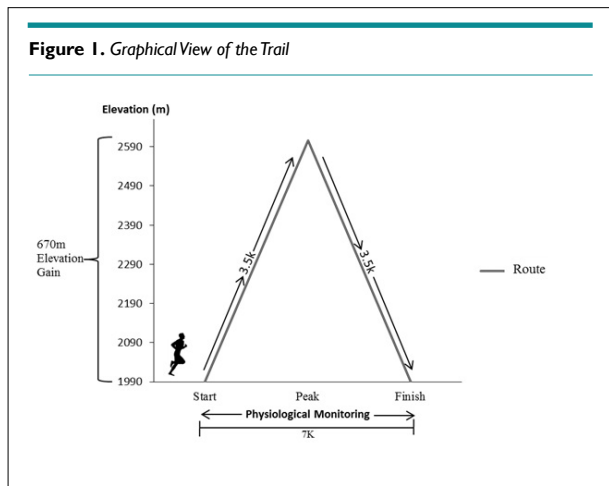 Figure 1. Graphical View of the Trail
Elevation (m)
2590
2490
2390
2290
2190
2090
1990
670m
Elevation
Gain
3.5k
3.5k
Route
Start
Peak
Finish
Physiological Monitoring
7K